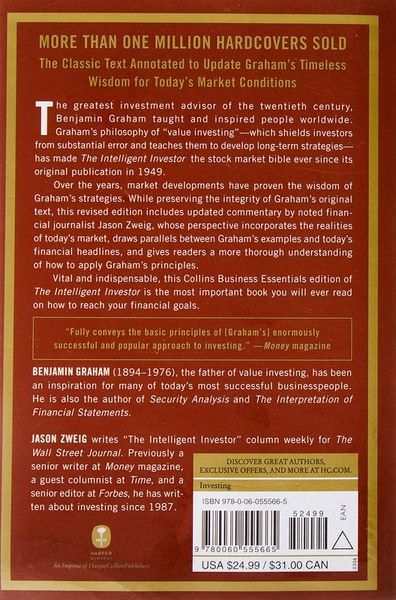 MORE THAN ONE MILLION HARDCOVERS SOLD
The Classic Text Annotated to Update Graham's Timeless
Wisdom for Today's Market Conditions
The greatest investment advisor of the twentieth century,
Benjamin Graham taught and inspired people worldwide.
Graham's philosophy of "value investing"—which shields investors
from substantial error and teaches them to develop long-term strategies—
has made The Intelligent Investor the stock market bible ever since its
original publication in 1949.
Over the years, market developments have proven the wisdom of
Graham's strategies. While preserving the integrity of Graham's original
text, this revised edition includes updated commentary by noted finan-
cial journalist Jason Zweig, whose perspective incorporates the realities
of today's market, draws parallels between Graham's examples and today's
financial headlines, and gives readers a more thorough understanding
of how to apply Graham's principles.
Vital and indispensable, this Collins Business Essentials edition of
The Intelligent Investor is the most important book you will ever read
on how to reach your financial goals.
"Fully conveys the basic principles of [Graham's] enormously
successful and popular approach to investing." —Money magazine
BENJAMIN GRAHAM (1894–1976), the father of value investing, has been
an inspiration for many of today's most successful businesspeople.
He is also the author of Security Analysis and The Interpretation of
Financial Statements.
JASON ZWEIG writes "The Intelligent Investor" column weekly for The
Wall Street Journal. Previously a
senior writer at Money magazine,
a guest columnist at Time, and a
senior editor at Forbes, he has writ-
ten about investing since 1987.
HARPER
BUSINESS
An Imprint of HarperCollinsPublishers
DISCOVER GREAT AUTHORS,
EXCLUSIVE OFFERS, AND MORE AT HC.COM.
Investing
ISBN 978-0-06-055566-5
52499
9 780060 555665
EAN
0316
USA $24.99 / $31.00 CAN